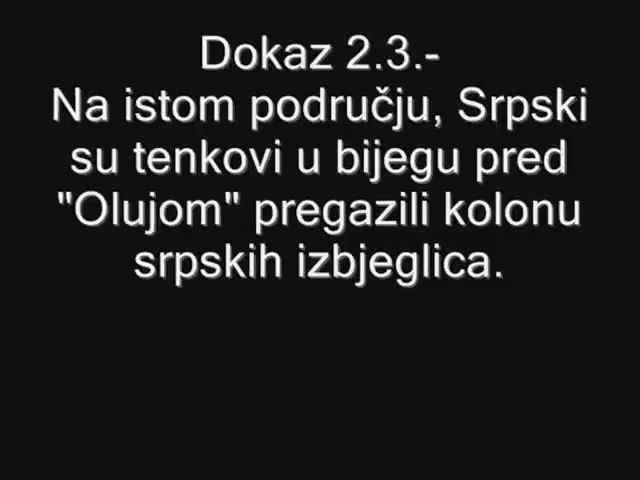 Dokaz 2.3.-
Na istom području, Srpski
su tenkovi u bijegu pred
"Olujom" pregazili kolonu
srpskih izbjeglica.